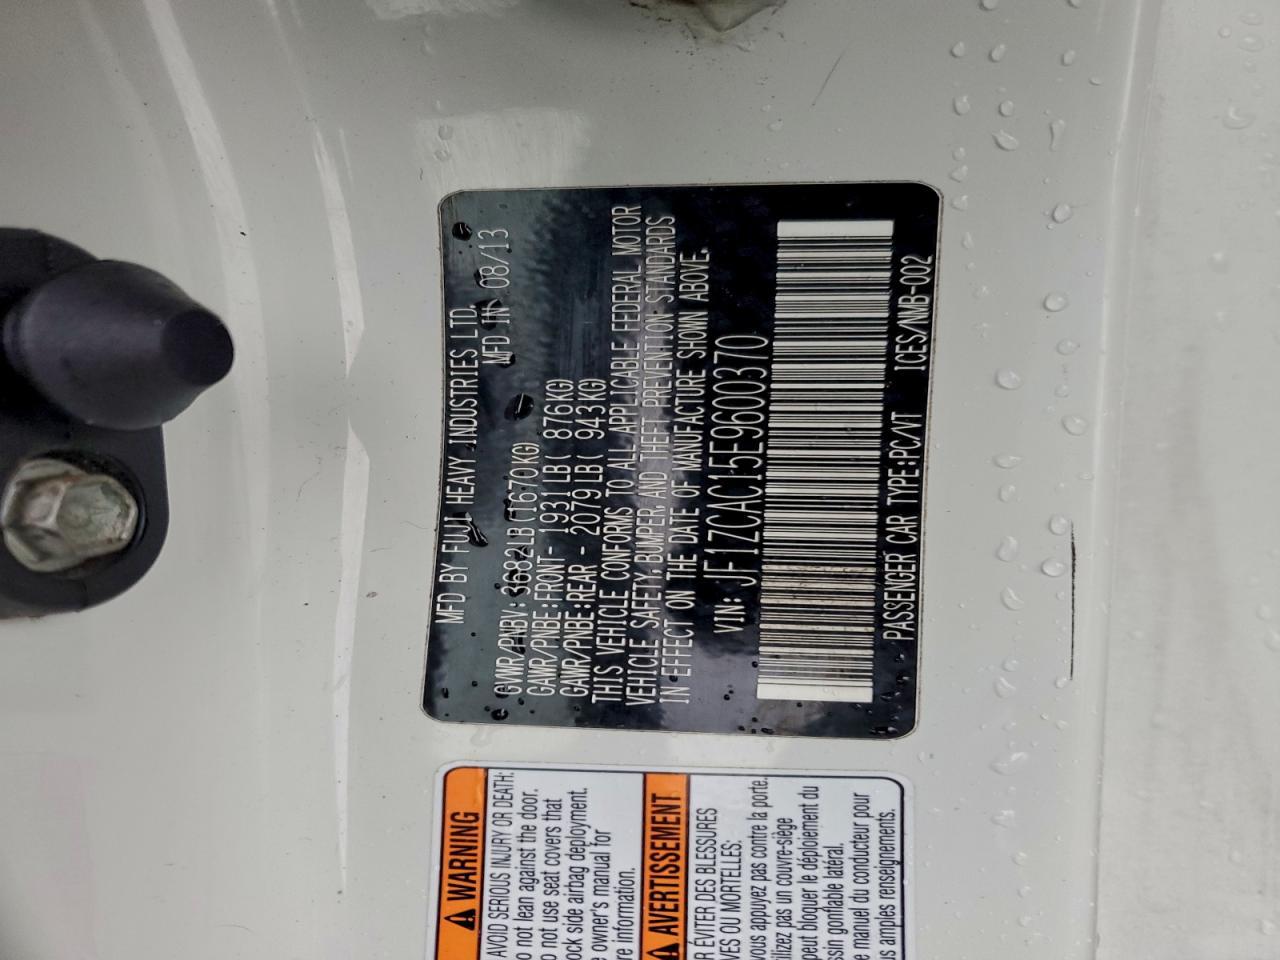 MFD BY FUJI HEAVY INDUSTRIES LTD.
MFD IN 08/13
GVWR/PNBV: 3682LB(1670KG)
GAWR/PNBE:FRONT- 1931LB( 876KG)
GAWR/PNBE:REAR - 2079LB( 943KG)
THIS VEHICLE CONFORMS TO ALL APPLICABLE FEDERAL MOTOR
VEHICLE SAFETY,BUMPER,AND THEFT PREVENTION STANDARDS
IN EFFECT ON THE DATE OF MANUFACTURE SHOWN ABOVE.
VIN: JF1ZCAC15E9600370
PASSENGER CAR TYPE:PC/VT ICES/NMB-002
WARNING
AVOID SERIOUS INJURY OR DEATH:
not lean against the door.
not use seat covers that
side airbag deployment.
owner's manual for
information.
AVERTISSEMENT
ÉVITER DES BLESSURES
OU MORTELLES:
vous appuyez pas contre la porte.
pas un couvre-siège
peut bloquer le déploiement du
gonflable latéral.
manuel du conducteur pour
amples renseignements.